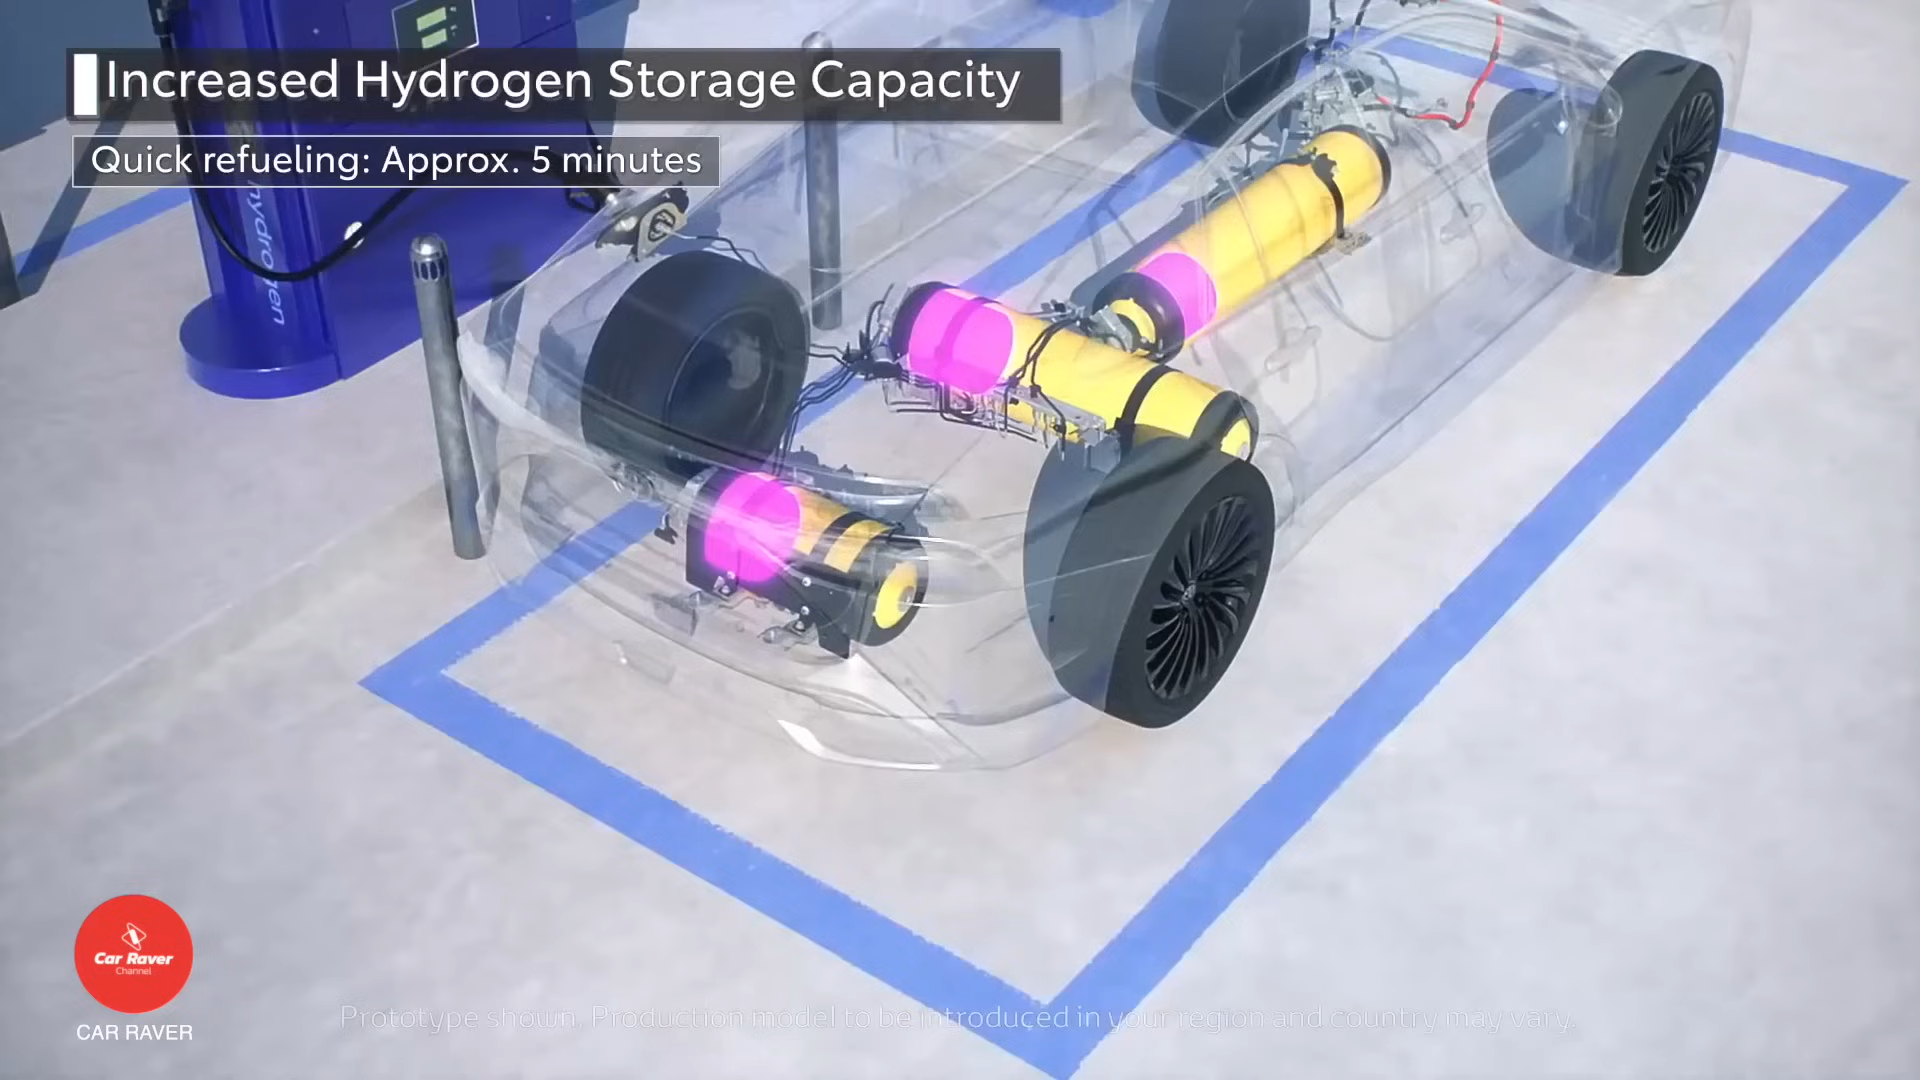 Increased Hydrogen Storage Capacity
Quick refueling: Approx. 5 minutes
hydrogen
Car Raver
Channel
CAR RAVER
Prototype shown. Production model to be introduced in your region and country may vary.